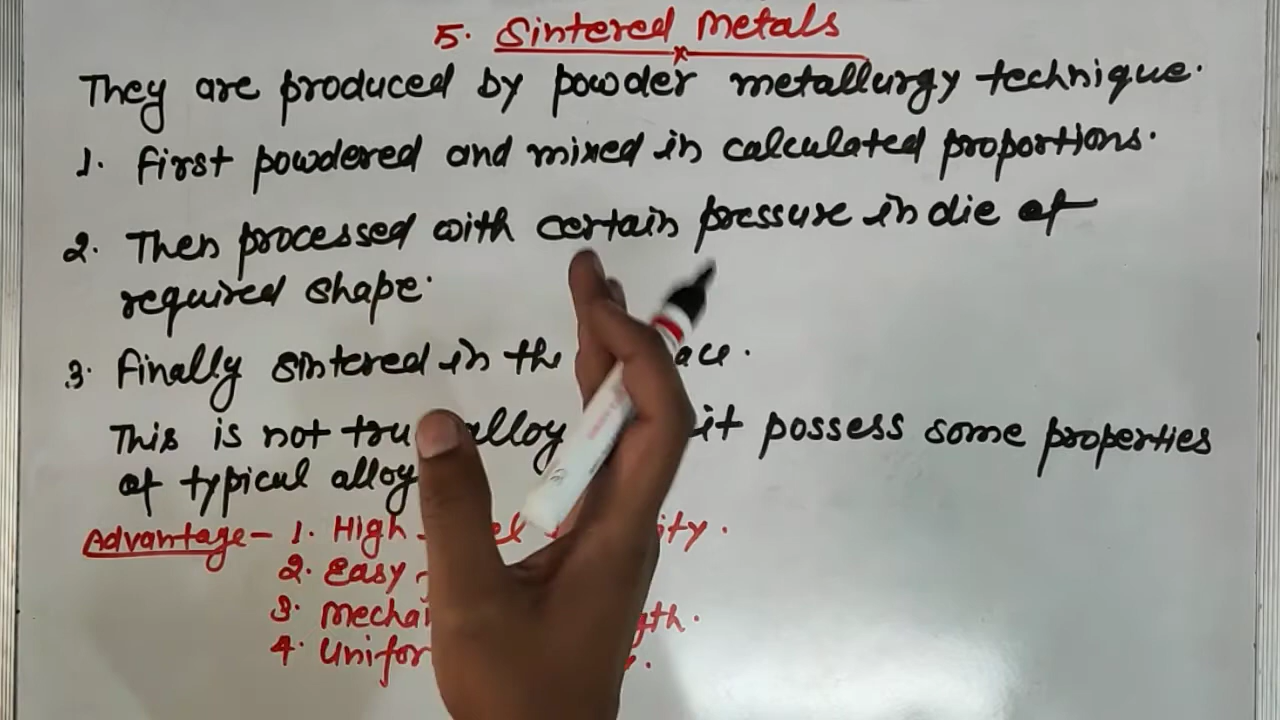 5. Sintered Metals
They are produced by powder metallurgy technique.
1. First powdered and mixed in calculated proportions.
2. Then processed with certain pressure in die of
required shape.
3. Finally sintered in the
This is not alloy it possess some properties
of typical alloy
Advantage - 1. High
2. Easy
3.
4.